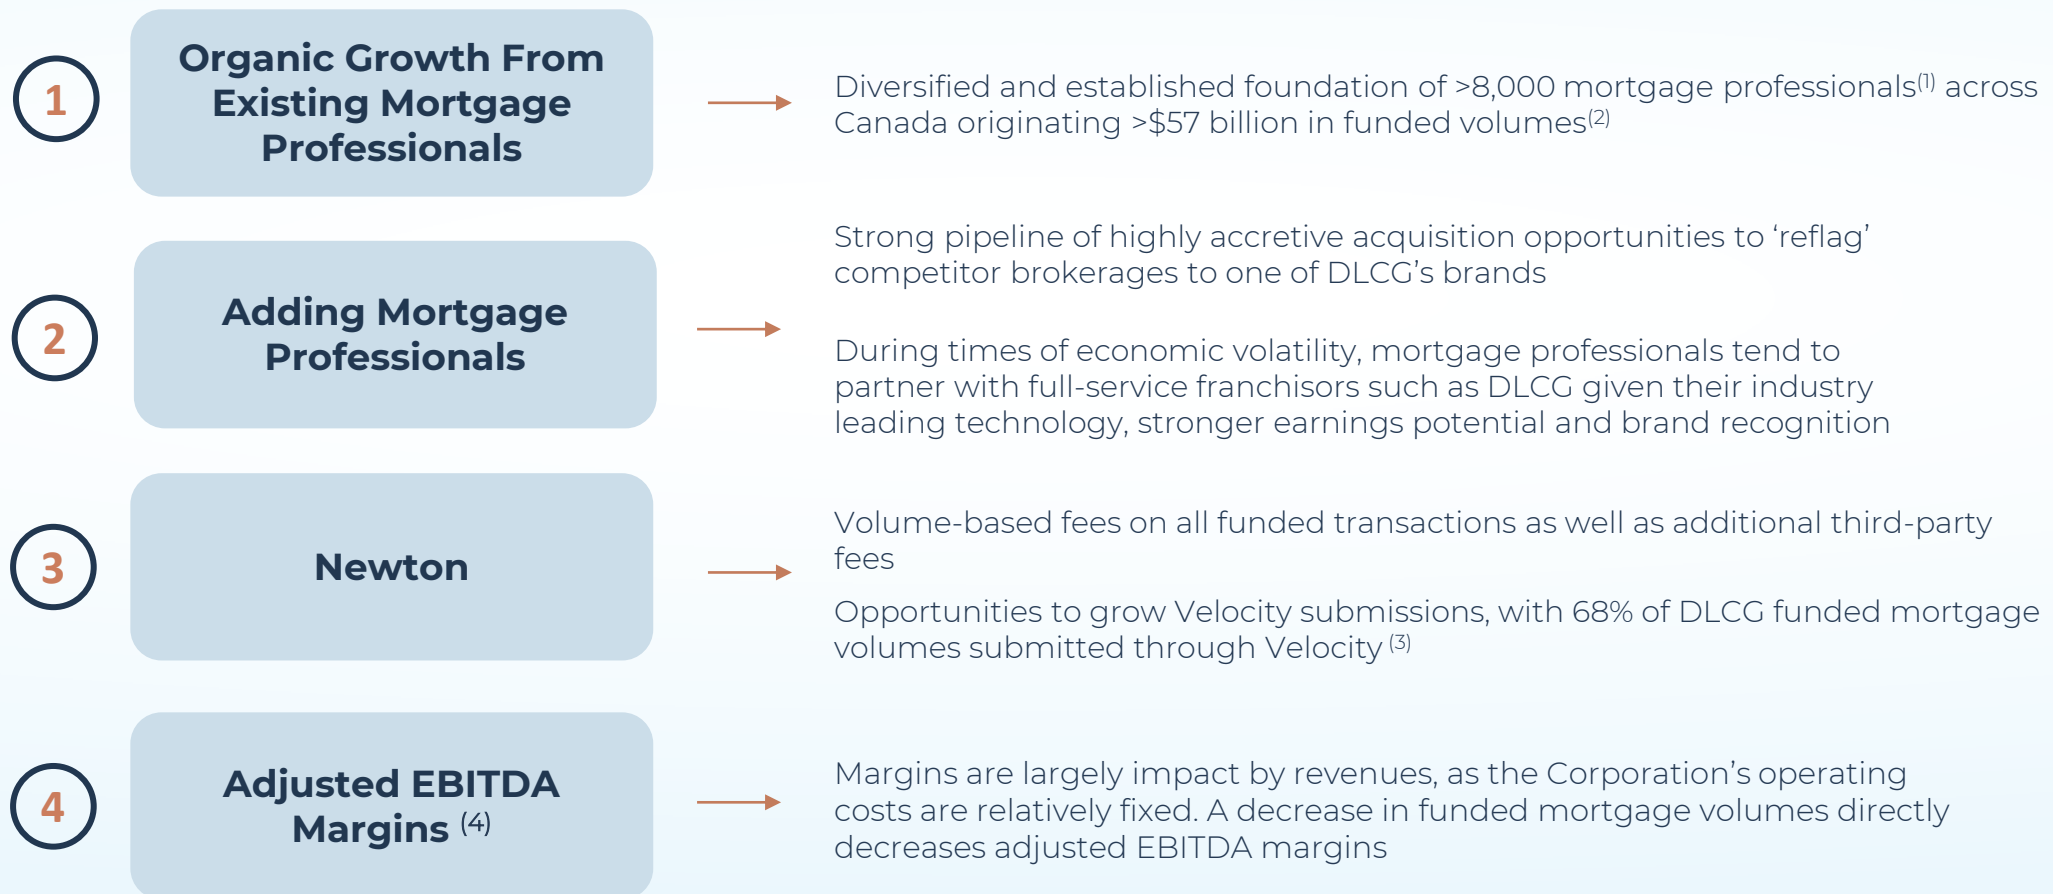 1
Organic Growth From
Existing Mortgage
Professionals
Diversified and established foundation of >8,000 mortgage professionals(1) across
Canada originating >$57 billion in funded volumes(2)
2
Adding Mortgage
Professionals
Strong pipeline of highly accretive acquisition opportunities to ‘reflag’
competitor brokerages to one of DLCG’s brands
During times of economic volatility, mortgage professionals tend to
partner with full-service franchisors such as DLCG given their industry
leading technology, stronger earnings potential and brand recognition
3
Newton
Volume-based fees on all funded transactions as well as additional third-party
fees
Opportunities to grow Velocity submissions, with 68% of DLCG funded mortgage
volumes submitted through Velocity (3)
4
Adjusted EBITDA
Margins (4)
Margins are largely impact by revenues, as the Corporation’s operating
costs are relatively fixed. A decrease in funded mortgage volumes directly
decreases adjusted EBITDA margins